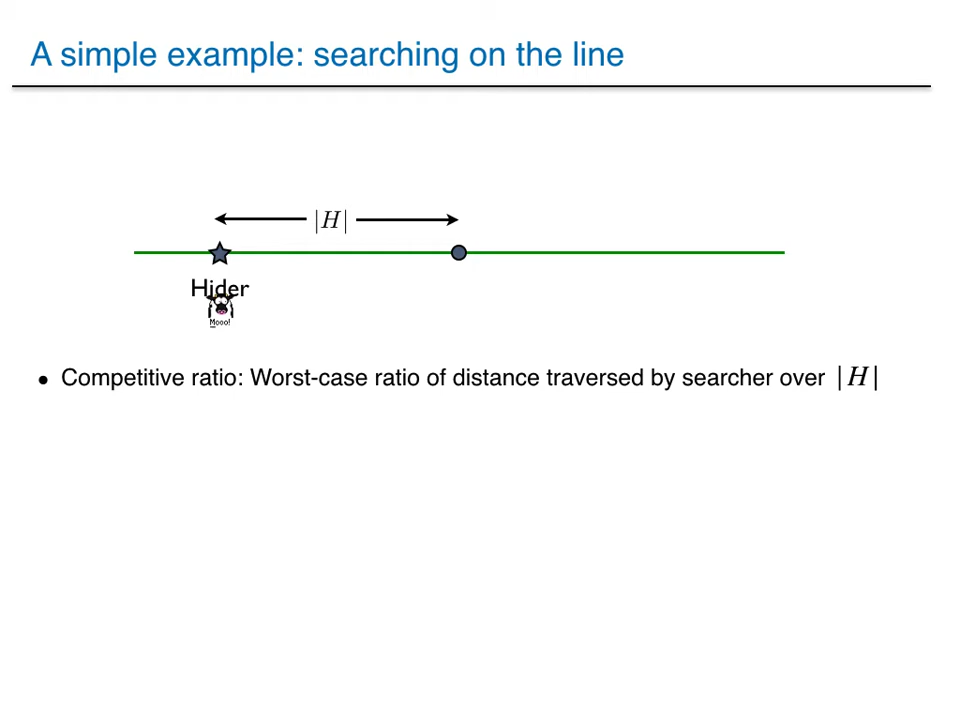 A simple example: searching on the line
|H|
Hider
Mooo!
• Competitive ratio: Worst-case ratio of distance traversed by searcher over |H|